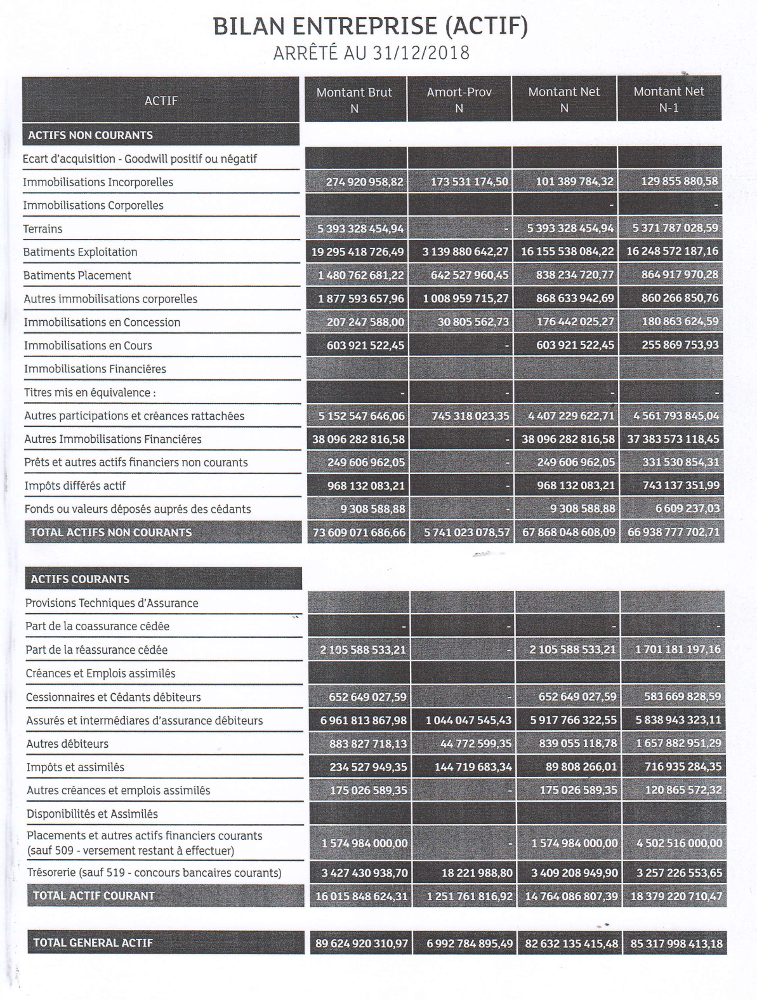 BILAN ENTREPRISE (ACTIF)
ARRÊTÉ AU 31/12/2018
ACTIF Montant Brut N Amort-Prov N Montant Net N Montant Net N-1
ACTIFS NON COURANTS
Ecart d'acquisition - Goodwill positif ou négatif
Immobilisations Incorporelles 274 920 958,82 173 531 174,50 101 389 784,32 129 855 880,58
Immobilisations Corporelles - -
Terrains 5 393 328 454,94 - 5 393 328 454,94 5 371 787 028,59
Batiments Exploitation 19 295 418 726,49 3 139 880 642,27 16 155 538 084,22 16 248 572 187,16
Batiments Placement 1 480 762 681,22 642 527 960,45 838 234 720,77 864 917 970,28
Autres immobilisations corporelles 1 877 593 657,96 1 008 959 715,27 868 633 942,69 860 266 850,76
Immobilisations en Concession 207 247 588,00 30 805 562,73 176 442 025,27 180 863 624,59
Immobilisations en Cours 603 921 522,45 - 603 921 522,45 255 869 753,93
Immobilisations Financiéres
Titres mis en équivalence : - - - -
Autres participations et créances rattachées 5 152 547 646,06 745 318 023,35 4 407 229 622,71 4 561 793 845,04
Autres Immobilisations Financiéres 38 096 282 816,58 - 38 096 282 816,58 37 383 573 118,45
Prêts et autres actifs financiers non courants 249 606 962,05 - 249 606 962,05 331 530 854,31
Impôts différés actif 968 132 083,21 - 968 132 083,21 743 137 351,99
Fonds ou valeurs déposés auprés des cédants 9 308 588,88 - 9 308 588,88 6 609 237,03
TOTAL ACTIFS NON COURANTS 73 609 071 686,66 5 741 023 078,57 67 868 048 608,09 66 938 777 702,71
ACTIFS COURANTS
Provisions Techniques d'Assurance
Part de la coassurance cédée - - - -
Part de la réassurance cédée 2 105 588 533,21 - 2 105 588 533,21 1 701 181 197,16
Créances et Emplois assimilés
Cessionnaires et Cédants débiteurs 652 649 027,59 - 652 649 027,59 583 669 828,59
Assurés et intermédiares d'assurance débiteurs 6 961 813 867,98 1 044 047 545,43 5 917 766 322,55 5 838 943 323,11
Autres débiteurs 883 827 718,13 44 772 599,35 839 055 118,78 1 657 882 951,29
Impôts et assimilés 234 527 949,35 144 719 683,34 89 808 266,01 716 935 284,35
Autres créances et emplois assimilés 175 026 589,35 - 175 026 589,35 120 865 572,32
Disponibilités et Assimilés
Placements et autres actifs financiers courants
(sauf 509 - versement restant à effectuer) 1 574 984 000,00 - 1 574 984 000,00 4 502 516 000,00
Trésorerie (sauf 519 - concours bancaires courants) 3 427 430 938,70 18 221 988,80 3 409 208 949,90 3 257 226 553,65
TOTAL ACTIF COURANT 16 015 848 624,31 1 251 761 816,92 14 764 086 807,39 18 379 220 710,47
TOTAL GENERAL ACTIF 89 624 920 310,97 6 992 784 895,49 82 632 135 415,48 85 317 998 413,18